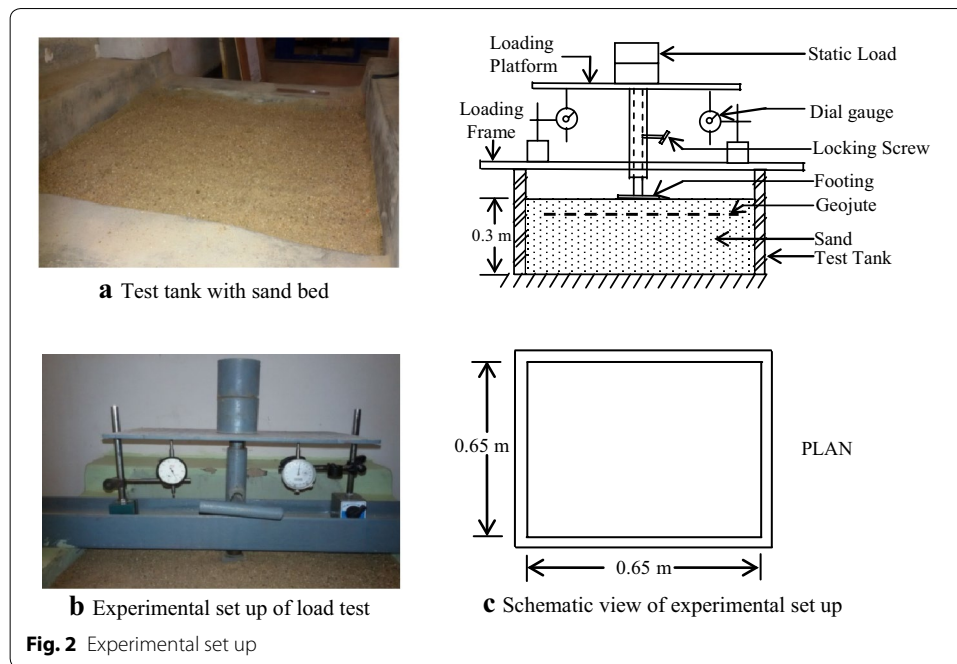 Loading
Platform
Static Load
Dial gauge
Loading
Frame
Locking Screw
Footing
Geojute
0.3 m
Sand
Test Tank
a Test tank with sand bed
0.65 m
PLAN
0.65 m
b Experimental set up of load test
c Schematic view of experimental set up
Fig. 2 Experimental set up